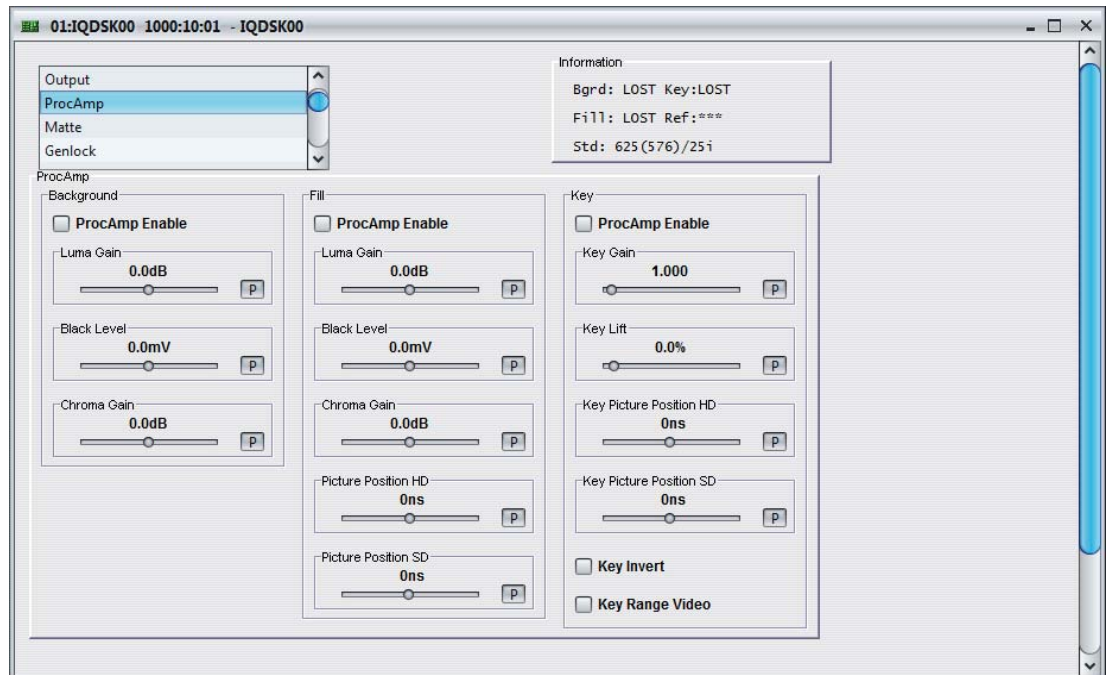 01:IQDSK00 1000:10:01 - IQDSK00
Output
ProcAmp
Matte
Genlock
Information
Bgrd: LOST Key:LOST
Fill: LOST Ref:***
Std: 625(576)/25i
ProcAmp
Background
ProcAmp Enable
Luma Gain
0.0dB
P
Black Level
0.0mV
P
Chroma Gain
0.0dB
P
Fill
ProcAmp Enable
Luma Gain
0.0dB
P
Black Level
0.0mV
P
Chroma Gain
0.0dB
P
Picture Position HD
0ns
P
Picture Position SD
0ns
P
Key
ProcAmp Enable
Key Gain
1.000
P
Key Lift
0.0%
P
Key Picture Position HD
0ns
P
Key Picture Position SD
0ns
P
Key Invert
Key Range Video